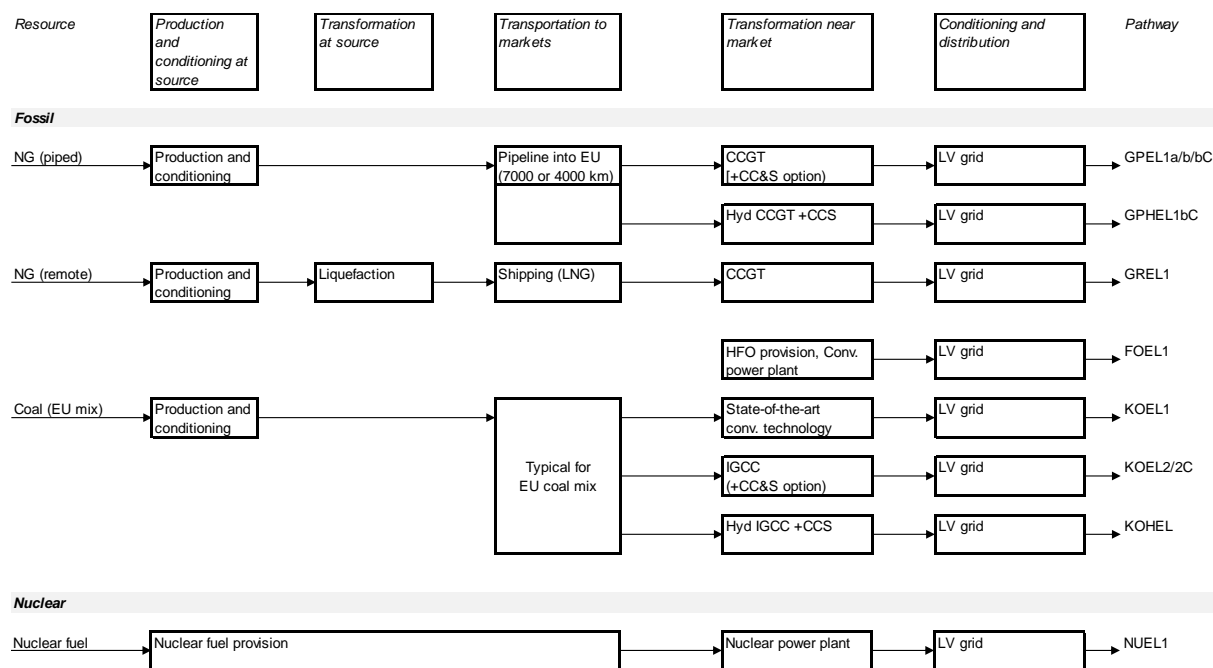 Resource
Production
and
conditioning at
source
Transformation
at source
Transportation to
markets
Transformation near
market
Conditioning and
distribution
Pathway
Fossil
NG (piped)
Production and
conditioning
Pipeline into EU
(7000 or 4000 km)
CCGT
[+CC&S option)
LV grid
GPEL1a/b/bC
Hyd CCGT +CCS
LV grid
GPHEL1bC
NG (remote)
Production and
conditioning
Liquefaction
Shipping (LNG)
CCGT
LV grid
GREL1
HFO provision, Conv.
power plant
LV grid
FOEL1
Coal (EU mix)
Production and
conditioning
Typical for
EU coal mix
State-of-the-art
conv. technology
LV grid
KOEL1
IGCC
(+CC&S option)
LV grid
KOEL2/2C
Hyd IGCC +CCS
LV grid
KOHEL
Nuclear
Nuclear fuel
Nuclear fuel provision
Nuclear power plant
LV grid
NUEL1